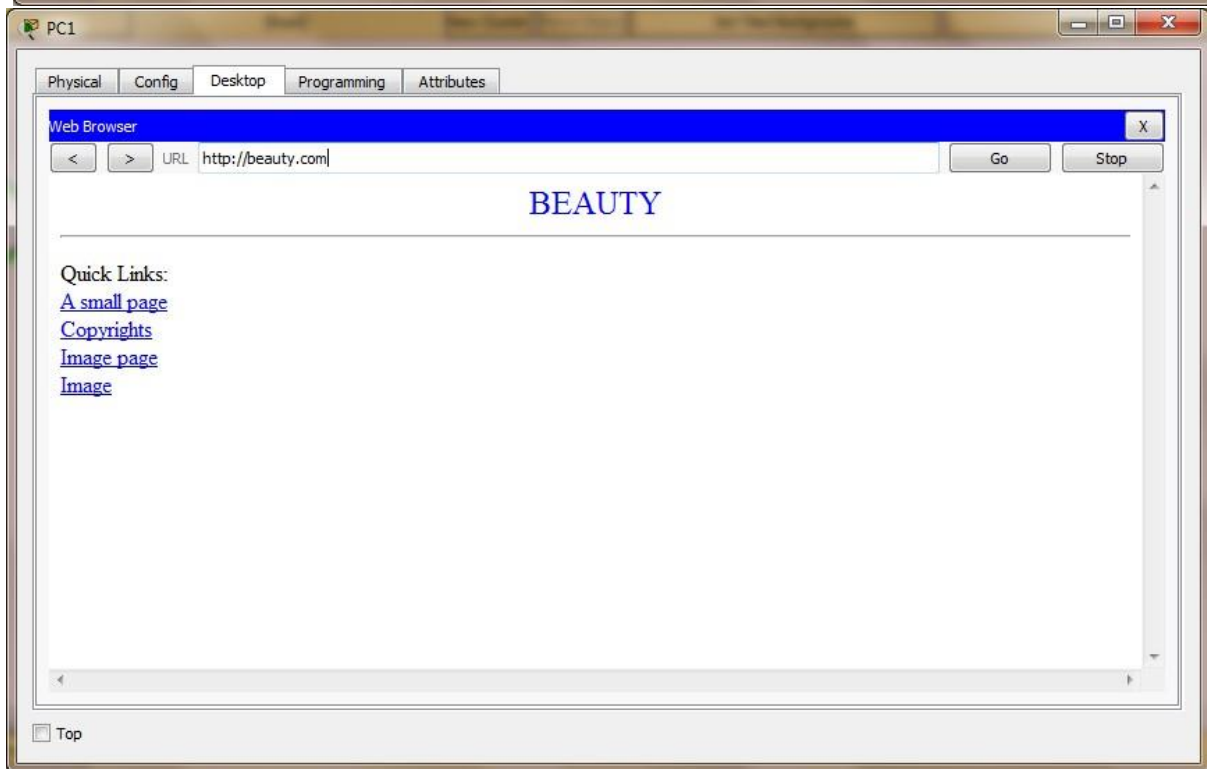 PC1
Physical Config Desktop Programming Attributes
Web Browser X
< > URL http://beauty.com Go Stop
BEAUTY
Quick Links:
A small page
Copyrights
Image page
Image
Top